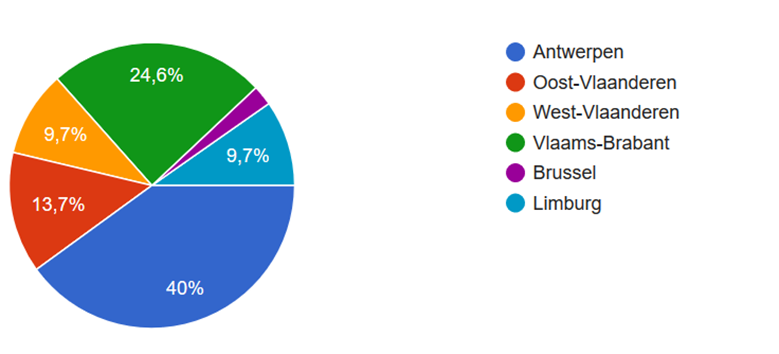 24,6%
9,7%
9,7%
13,7%
40%
Antwerpen
Oost-Vlaanderen
West-Vlaanderen
Vlaams-Brabant
Brussel
Limburg